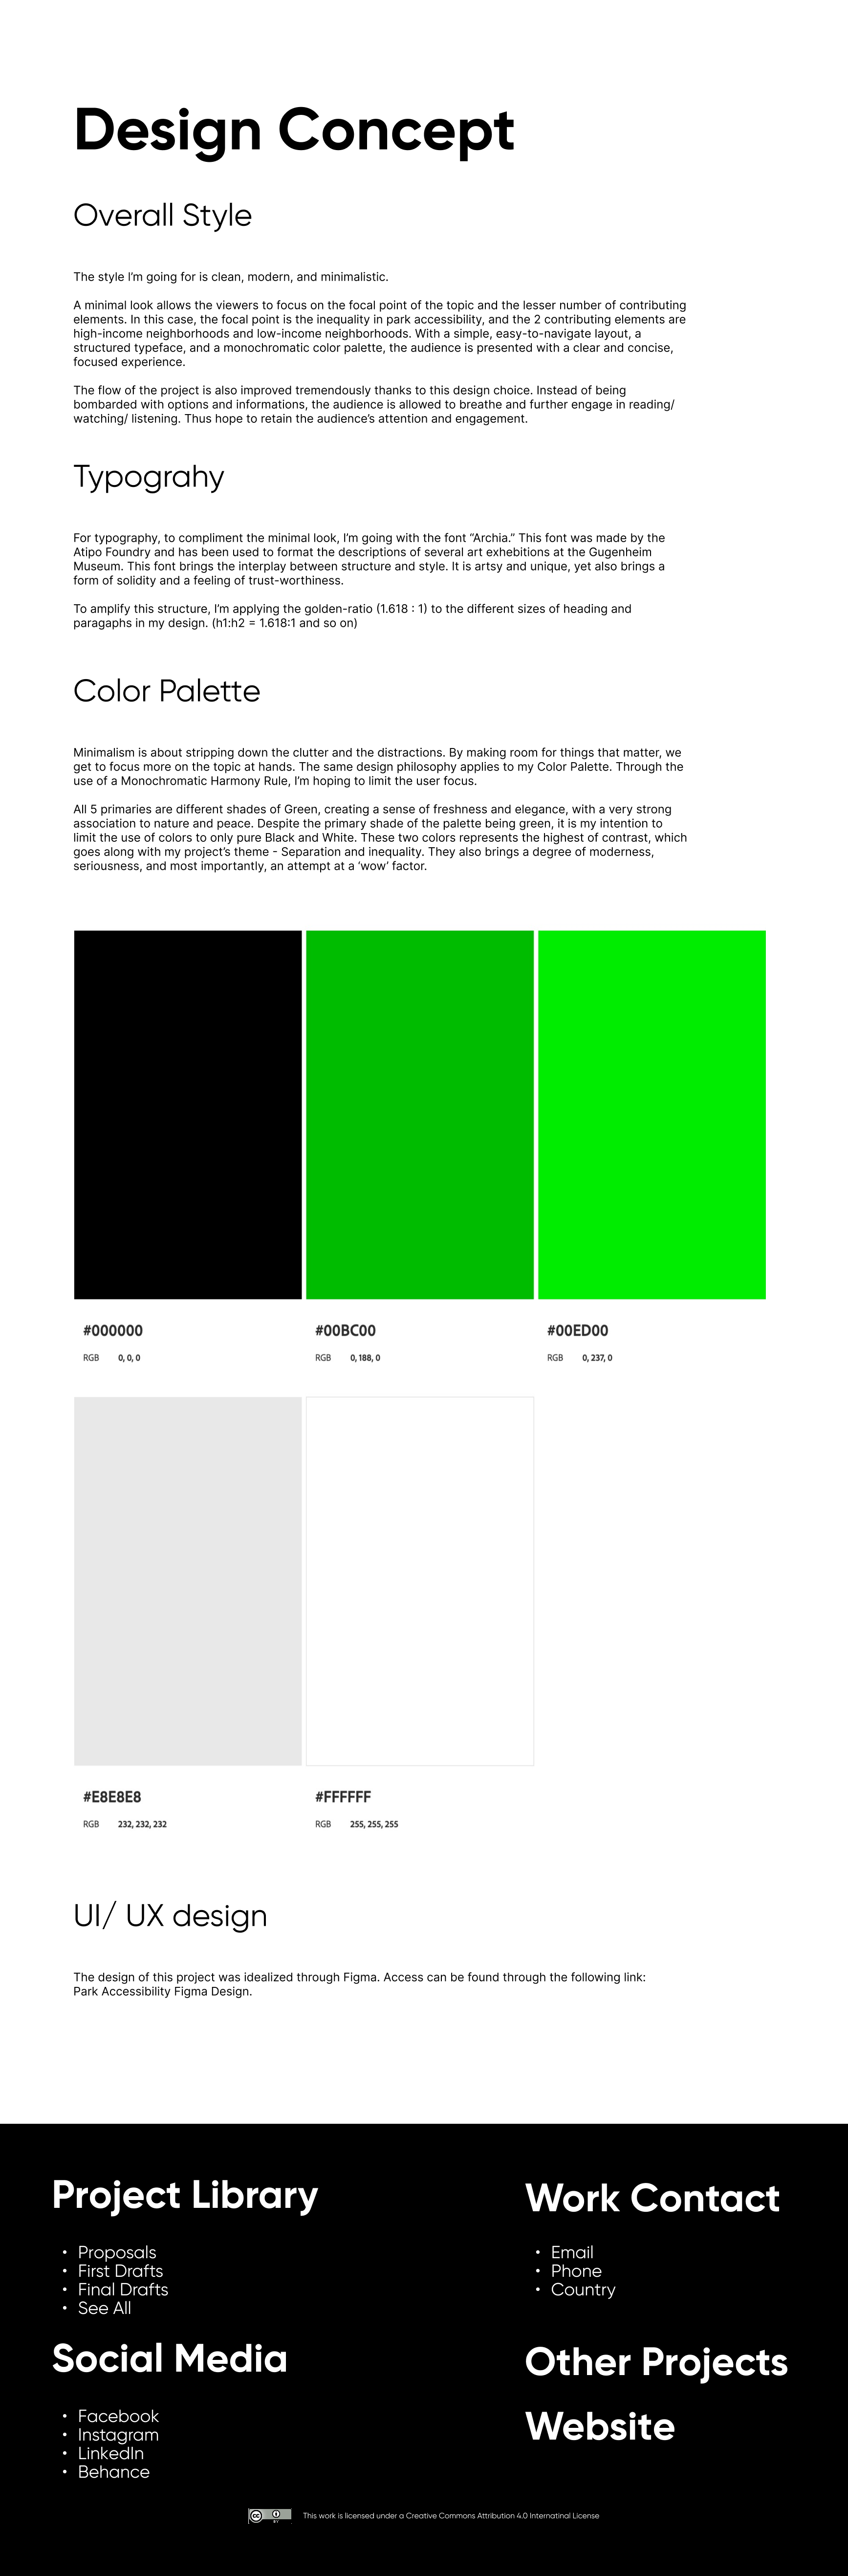 Design Concept
Overall Style
The style I'm going for is clean, modern, and minimalistic.
A minimal look allows the viewers to focus on the focal point of the topic and the lesser number of contributing
elements. In this case, the focal point is the inequality in park accessibility, and the 2 contributing elements are
high-income neighborhoods and low-income neighborhoods. With a simple, easy-to-navigate layout, a
structured typeface, and a monochromatic color palette, the audience is presented with a clear and concise,
focused experience.
The flow of the project is also improved tremendously thanks to this design choice. Instead of being
bombarded with options and informations, the audience is allowed to breathe and further engage in reading/
watching/ listening. Thus hope to retain the audience's attention and engagement.
Typograhy
For typography, to compliment the minimal look, I'm going with the font “Archia.” This font was made by the
Atipo Foundry and has been used to format the descriptions of several art exhebitions at the Gugenheim
Museum. This font brings the interplay between structure and style. It is artsy and unique, yet also brings a
form of solidity and a feeling of trust-worthiness.
To amplify this structure, I'm applying the golden-ratio (1.618 : 1) to the different sizes of heading and
paragaphs in my design. (h1:h2 = 1.618:1 and so on)
Color Palette
Minimalism is about stripping down the clutter and the distractions. By making room for things that matter, we
get to focus more on the topic at hands. The same design philosophy applies to my Color Palette. Through the
use of a Monochromatic Harmony Rule, I'm hoping to limit the user focus.
All 5 primaries are different shades of Green, creating a sense of freshness and elegance, with a very strong
association to nature and peace. Despite the primary shade of the palette being green, it is my intention to
limit the use of colors to only pure Black and White. These two colors represents the highest of contrast, which
goes along with my project's theme - Separation and inequality. They also brings a degree of moderness,
seriousness, and most importantly, an attempt at a ‘wow’ factor.
#000000 #00BC00 #00ED00
RGB 0, 0, 0 RGB 0, 188, 0 RGB 0, 237, 0
#E8E8E8 #FFFFFF
RGB 232, 232, 232 RGB 255, 255, 255
UI/ UX design
The design of this project was idealized through Figma. Access can be found through the following link:
Park Accessibility Figma Design.
Project Library
• Proposals
• First Drafts
• Final Drafts
• See All
Social Media
• Facebook
• Instagram
• LinkedIn
• Behance
Work Contact
• Email
• Phone
• Country
Other Projects
Website
cc BY
This work is licensed under a Creative Commons Attribution 4.0 Internatinal License